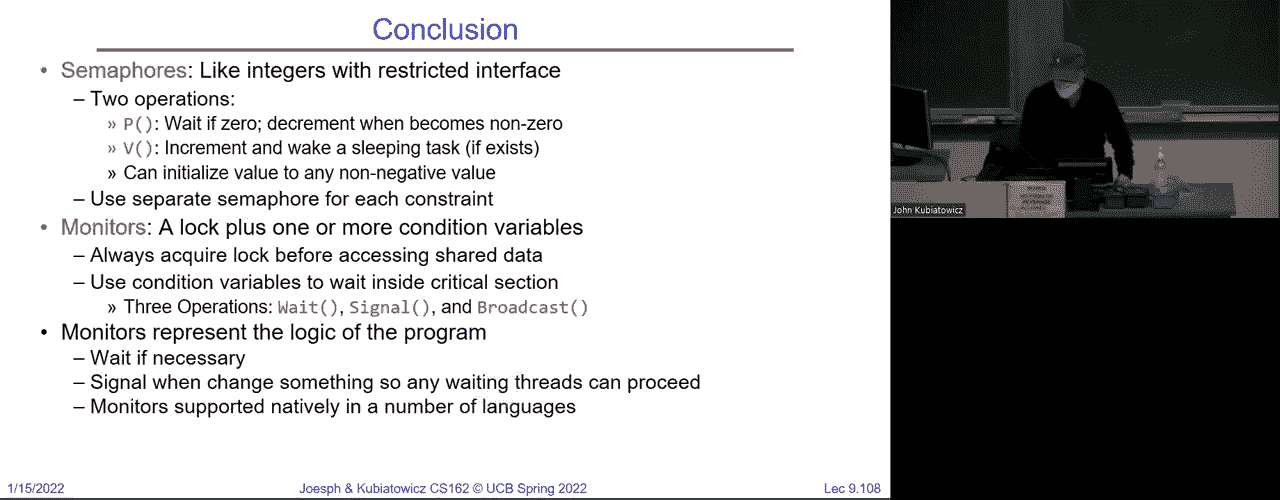 Conclusion
• Semaphores: Like integers with restricted interface
– Two operations:
» P(): Wait if zero; decrement when becomes non-zero
» V(): Increment and wake a sleeping task (if exists)
» Can initialize value to any non-negative value
– Use separate semaphore for each constraint
• Monitors: A lock plus one or more condition variables
– Always acquire lock before accessing shared data
– Use condition variables to wait inside critical section
» Three Operations: Wait(), Signal(), and Broadcast()
• Monitors represent the logic of the program
– Wait if necessary
– Signal when change something so any waiting threads can proceed
– Monitors supported natively in a number of languages
1/15/2022
Joesph & Kubiatowicz CS162 © UCB Spring 2022
Lec 9.108
John Kubiatowicz